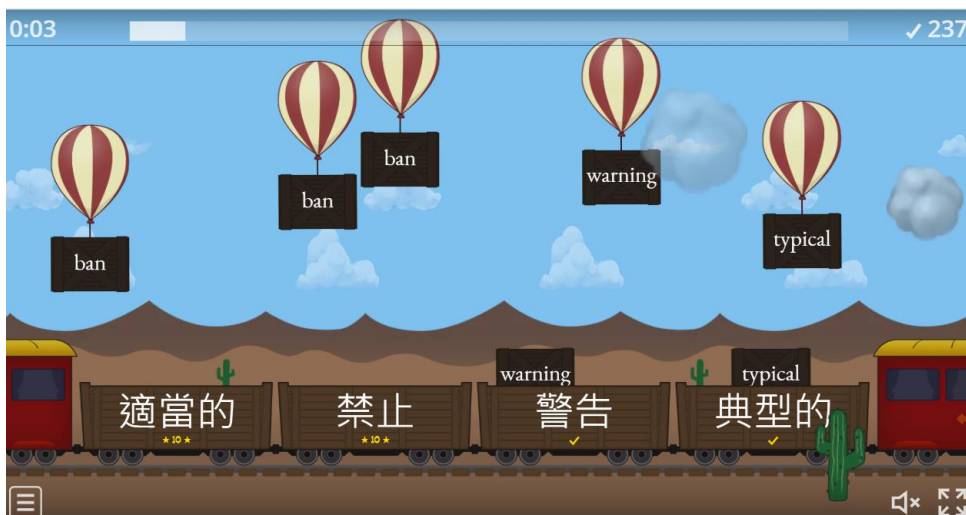 0:03
✓ 237
ban
ban
ban
warning
typical
warning
typical
適當的
禁止
警告
典型的
★ 10 ★
★ 10 ★